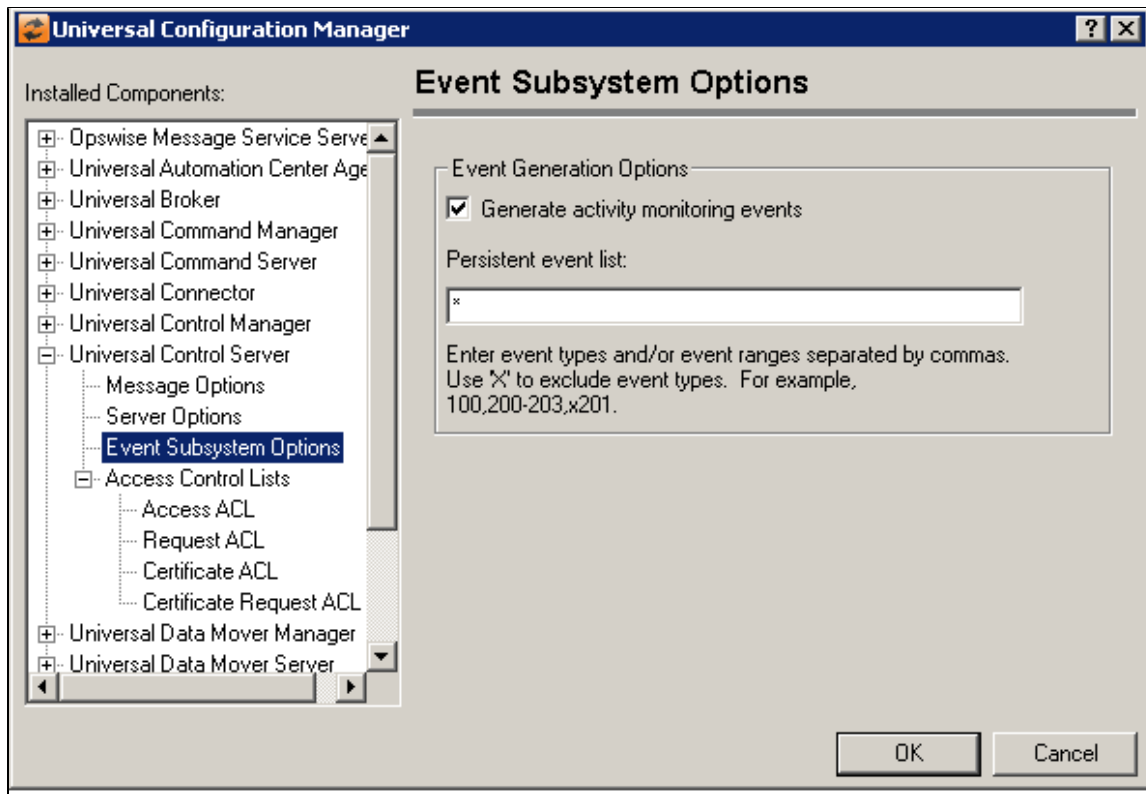 Universal Configuration Manager
Installed Components:
Opswise Message Service Serve
Universal Automation Center Age
Universal Broker
Universal Command Manager
Universal Command Server
Universal Connector
Universal Control Manager
Universal Control Server
Message Options
Server Options
Event Subsystem Options
Access Control Lists
Access ACL
Request ACL
Certificate ACL
Certificate Request ACL
Universal Data Mover Manager
Universal Data Mover Server
Event Subsystem Options
Event Generation Options
Generate activity monitoring events
Persistent event list:
*
Enter event types and/or event ranges separated by commas.
Use 'X' to exclude event types. For example,
100,200-203,x201.
OK
Cancel